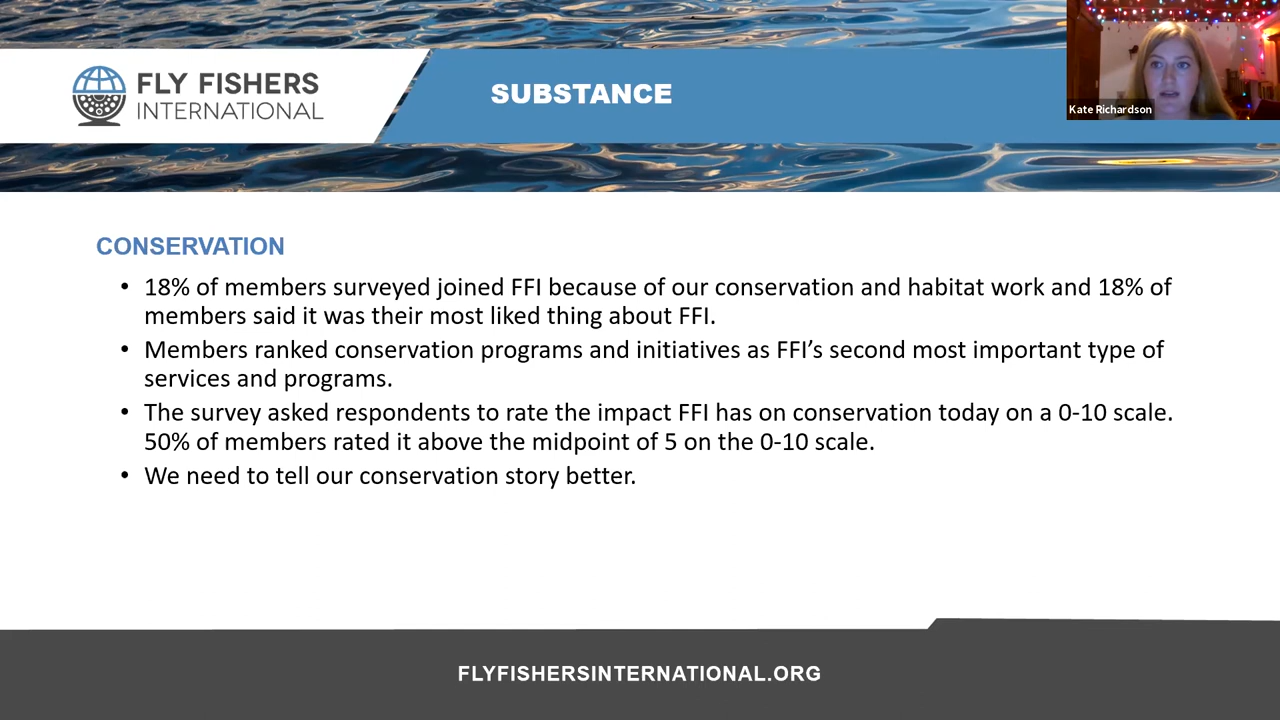 FLY FISHERS
INTERNATIONAL
SUBSTANCE
Kate Richardson
CONSERVATION
• 18% of members surveyed joined FFI because of our conservation and habitat work and 18% of
members said it was their most liked thing about FFI.
• Members ranked conservation programs and initiatives as FFI’s second most important type of
services and programs.
• The survey asked respondents to rate the impact FFI has on conservation today on a 0-10 scale.
50% of members rated it above the midpoint of 5 on the 0-10 scale.
• We need to tell our conservation story better.
FLYFISHERSINTERNATIONAL.ORG